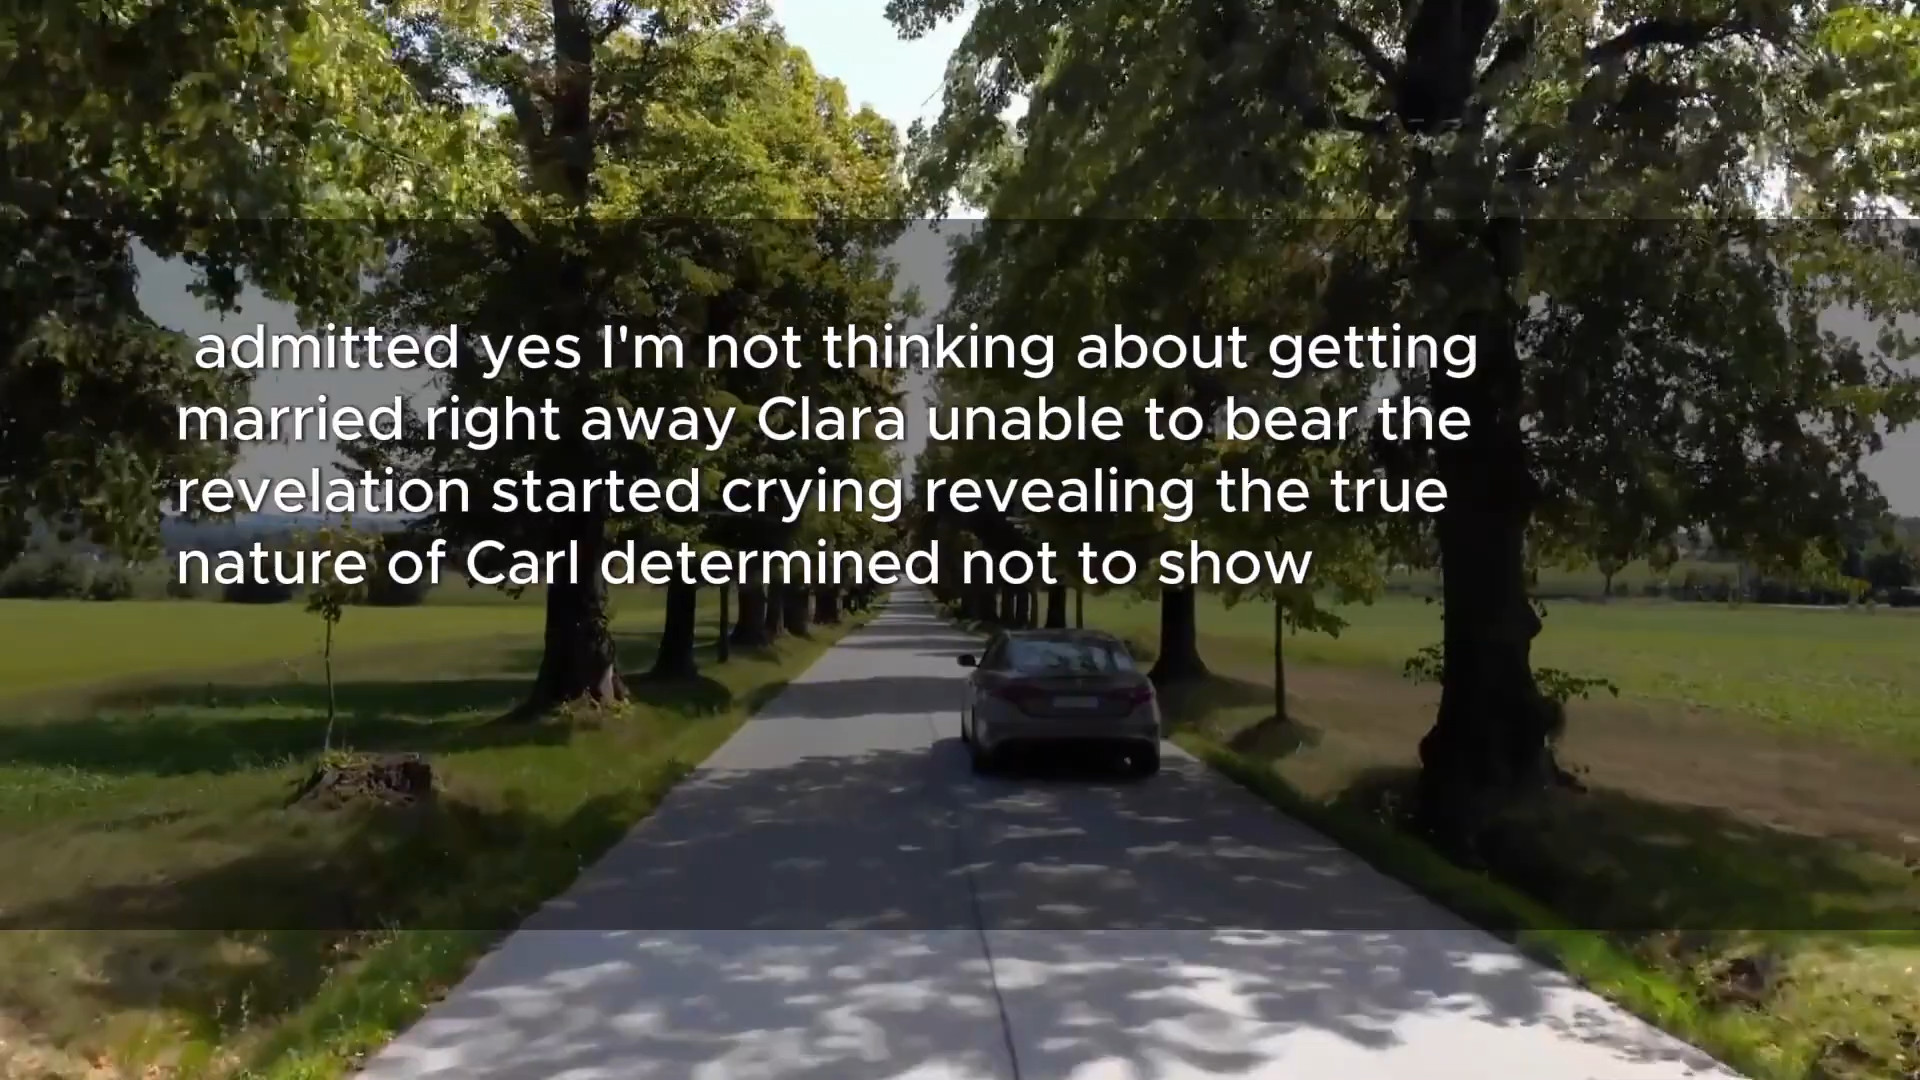 admitted yes I'm not thinking about getting
married right away Clara unable to bear the
revelation started crying revealing the true
nature of Carl determined not to show